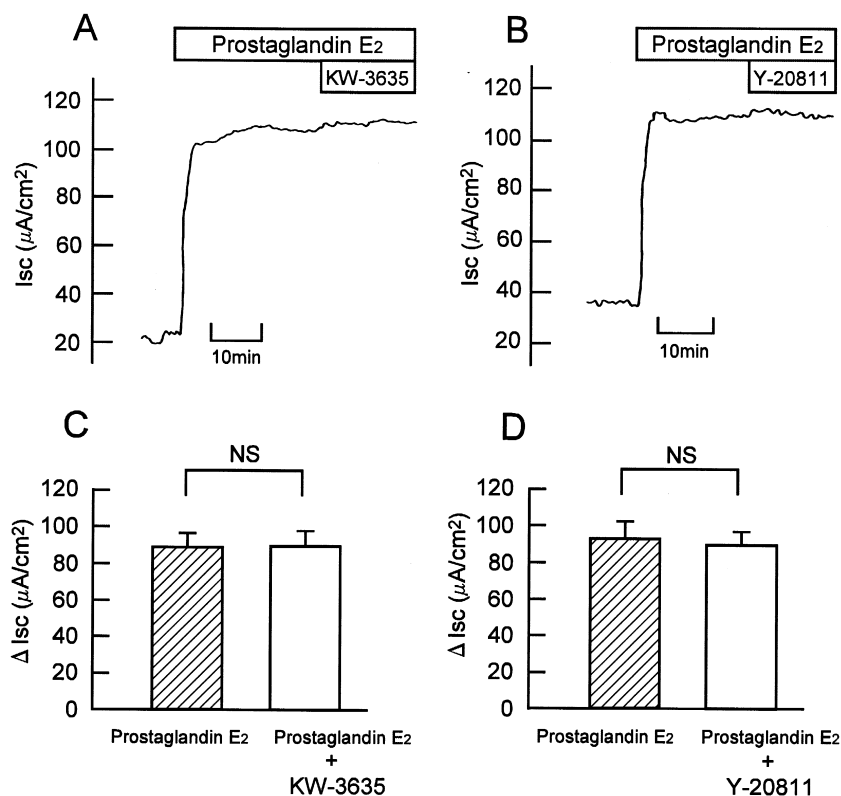 A
Prostaglandin E2
KW-3635
120
100
80
60
40
20
Isc (μA/cm2)
10min
B
Prostaglandin E2
Y-20811
120
100
80
60
40
20
Isc (μA/cm2)
10min
C
NS
120
100
80
60
40
20
0
Δ Isc (μA/cm2)
Prostaglandin E2
Prostaglandin E2
+
KW-3635
D
NS
120
100
80
60
40
20
0
Δ Isc (μA/cm2)
Prostaglandin E2
Prostaglandin E2
+
Y-20811